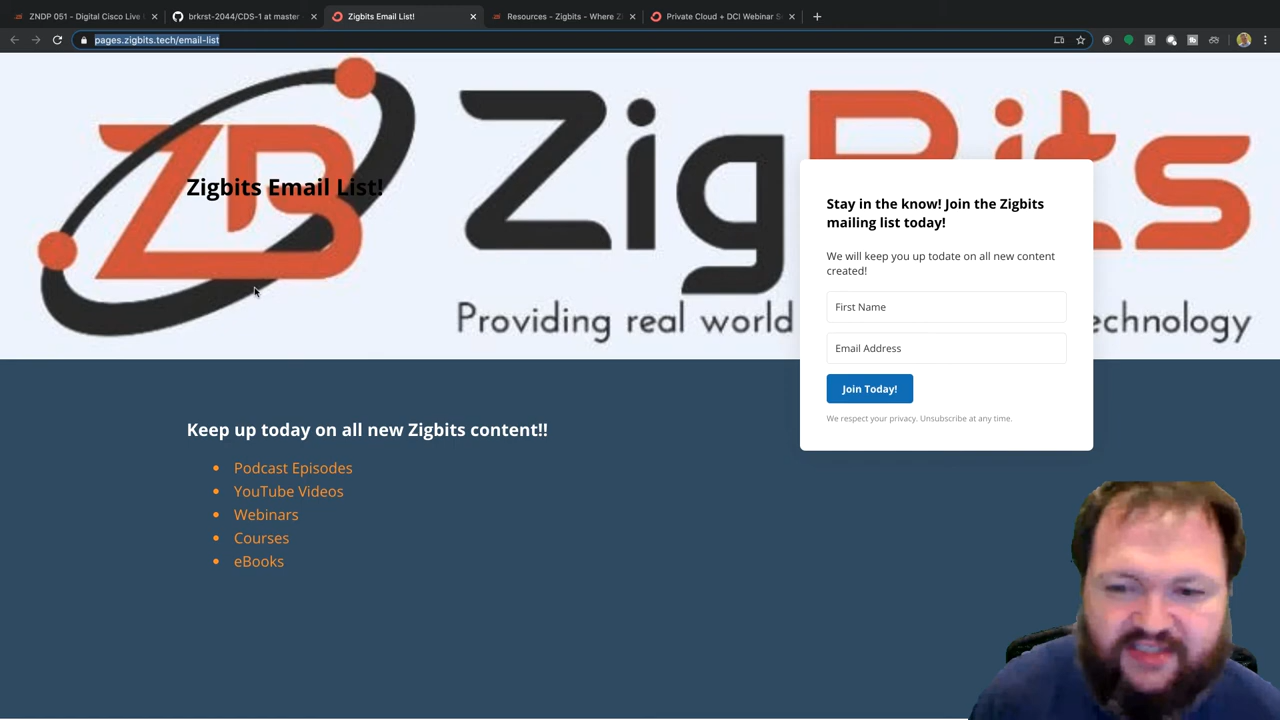 ZNDP 051 - Digital Cisco Live
brkrst-2044/CDS-1 at master
Zigbits Email List!
Resources - Zigbits - Where Z
Private Cloud + DCI Webinar S
pages.zigbits.tech/email-list
ZB
ZigBits
Providing real world
echnology
Zigbits Email List!
Stay in the know! Join the Zigbits
mailing list today!
We will keep you up todate on all new content
created!
First Name
Email Address
Join Today!
We respect your privacy. Unsubscribe at any time.
Keep up today on all new Zigbits content!!
Podcast Episodes
YouTube Videos
Webinars
Courses
eBooks